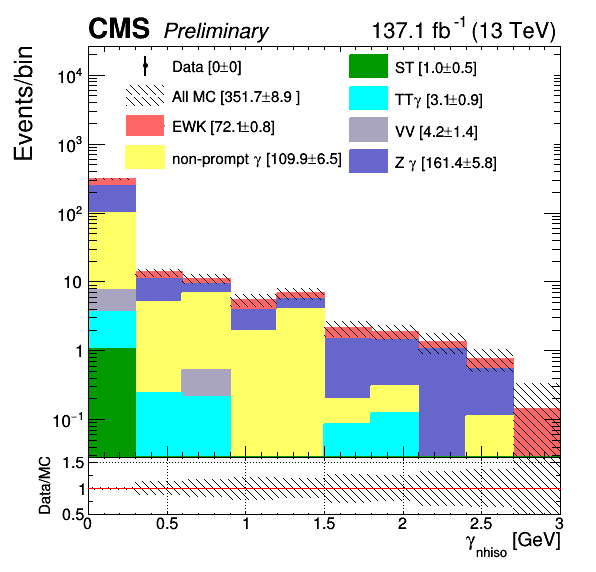 CMS Preliminary 137.1 fb⁻¹ (13 TeV)
Events/bin
Data [0±0]
All MC [351.7±8.9 ]
EWK [72.1±0.8]
non-prompt γ [109.9±6.5]
ST [1.0±0.5]
TTγ [3.1±0.9]
VV [4.2±1.4]
Z γ [161.4±5.8]
10⁴
10³
10²
10
1
10⁻¹
Data/MC
1.5
1
0.5
0 0.5 1 1.5 2 2.5 3
γnhiso [GeV]